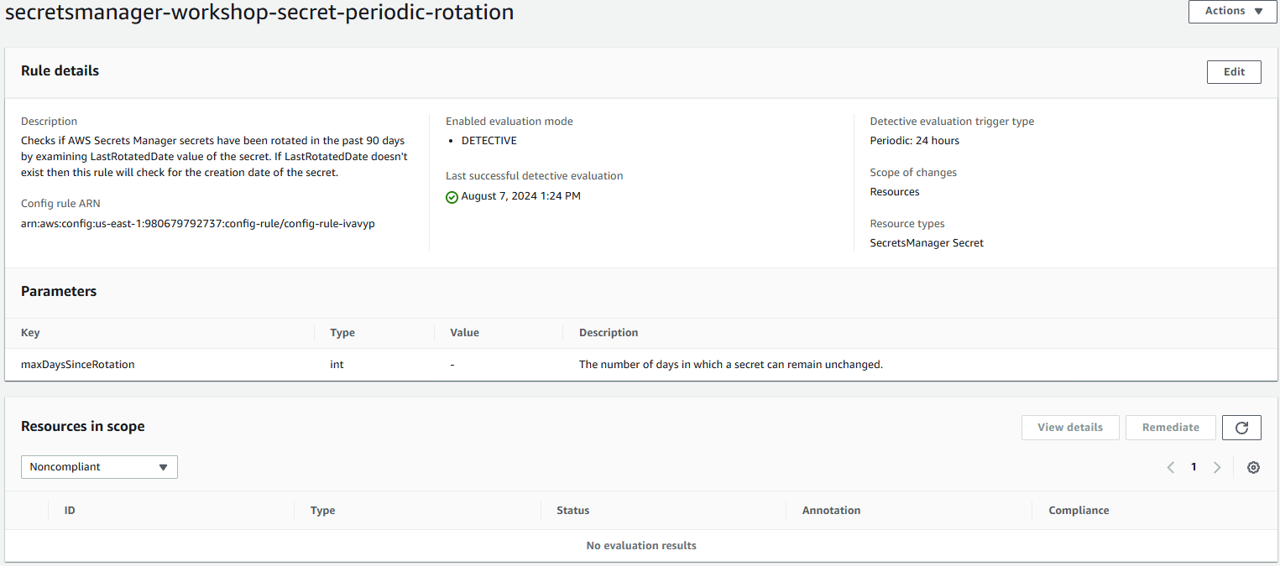 secretsmanager-workshop-secret-periodic-rotation
Actions
Rule details
Edit
Description
Checks if AWS Secrets Manager secrets have been rotated in the past 90 days
by examining LastRotatedDate value of the secret. If LastRotatedDate doesn't
exist then this rule will check for the creation date of the secret.
Config rule ARN
arn:aws:config:us-east-1:980679792737:config-rule/config-rule-ivavyp
Enabled evaluation mode
• DETECTIVE
Last successful detective evaluation
August 7, 2024 1:24 PM
Detective evaluation trigger type
Periodic: 24 hours
Scope of changes
Resources
Resource types
SecretsManager Secret
Parameters
Key Type Value Description
maxDaysSinceRotation int - The number of days in which a secret can remain unchanged.
Resources in scope
View details Remediate
Noncompliant
1
ID Type Status Annotation Compliance
No evaluation results